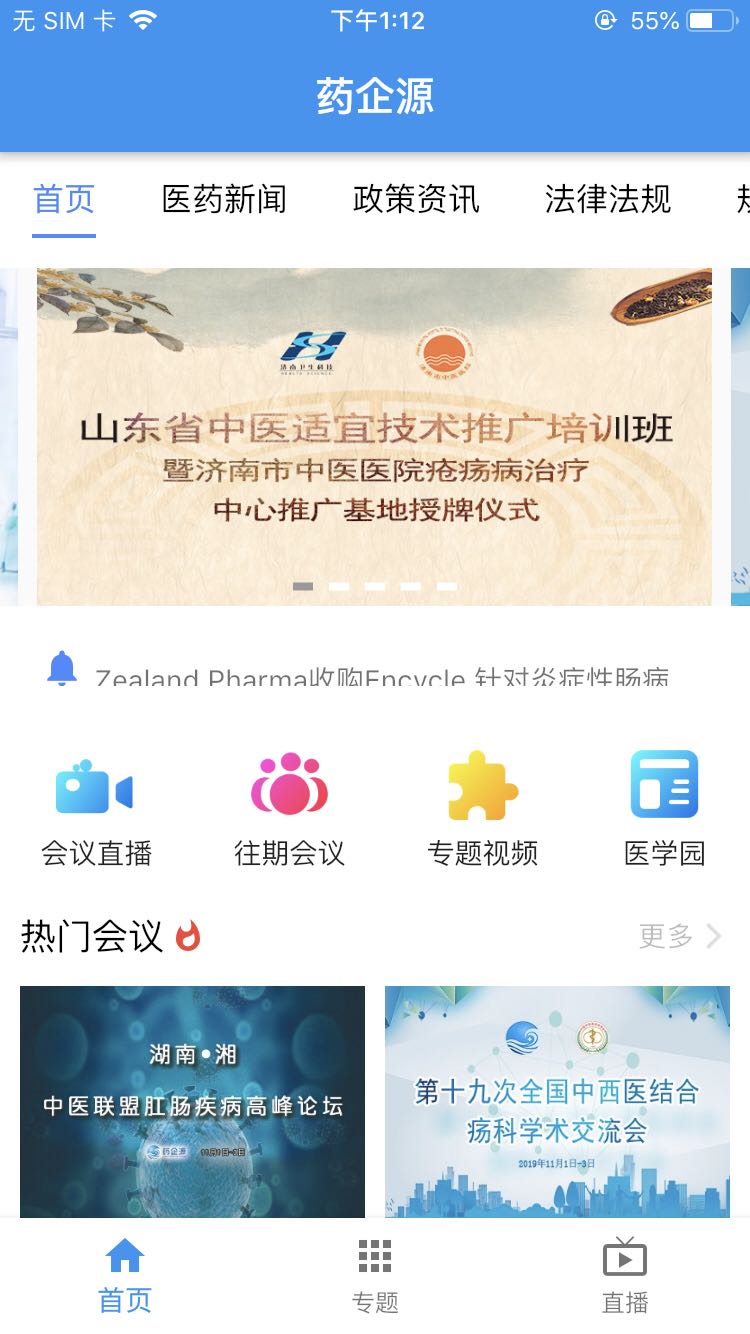 无 SIM 卡 下午1:12 55%
药企源
首页 医药新闻 政策资讯 法律法规
济南卫生科技
HEALTH SCIENCE
山东省中医适宜技术推广培训班
暨济南市中医医院疮疡病治疗
中心推广基地授牌仪式
Zealand Pharma收购Encycle 针对炎症性肠病
会议直播 往期会议 专题视频 医学园
热门会议 更多
湖南•湘
中医联盟肛肠疾病高峰论坛
药企源
第十九次全国中西医结合
疡科学术交流会
2019年11月1日-3日
首页 专题 直播